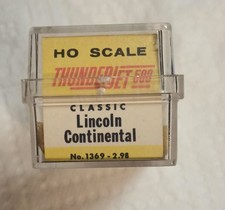 HO SCALE
THUNDERJET 500
CLASSIC
Lincoln
Continental
No. 1369 - 2.98